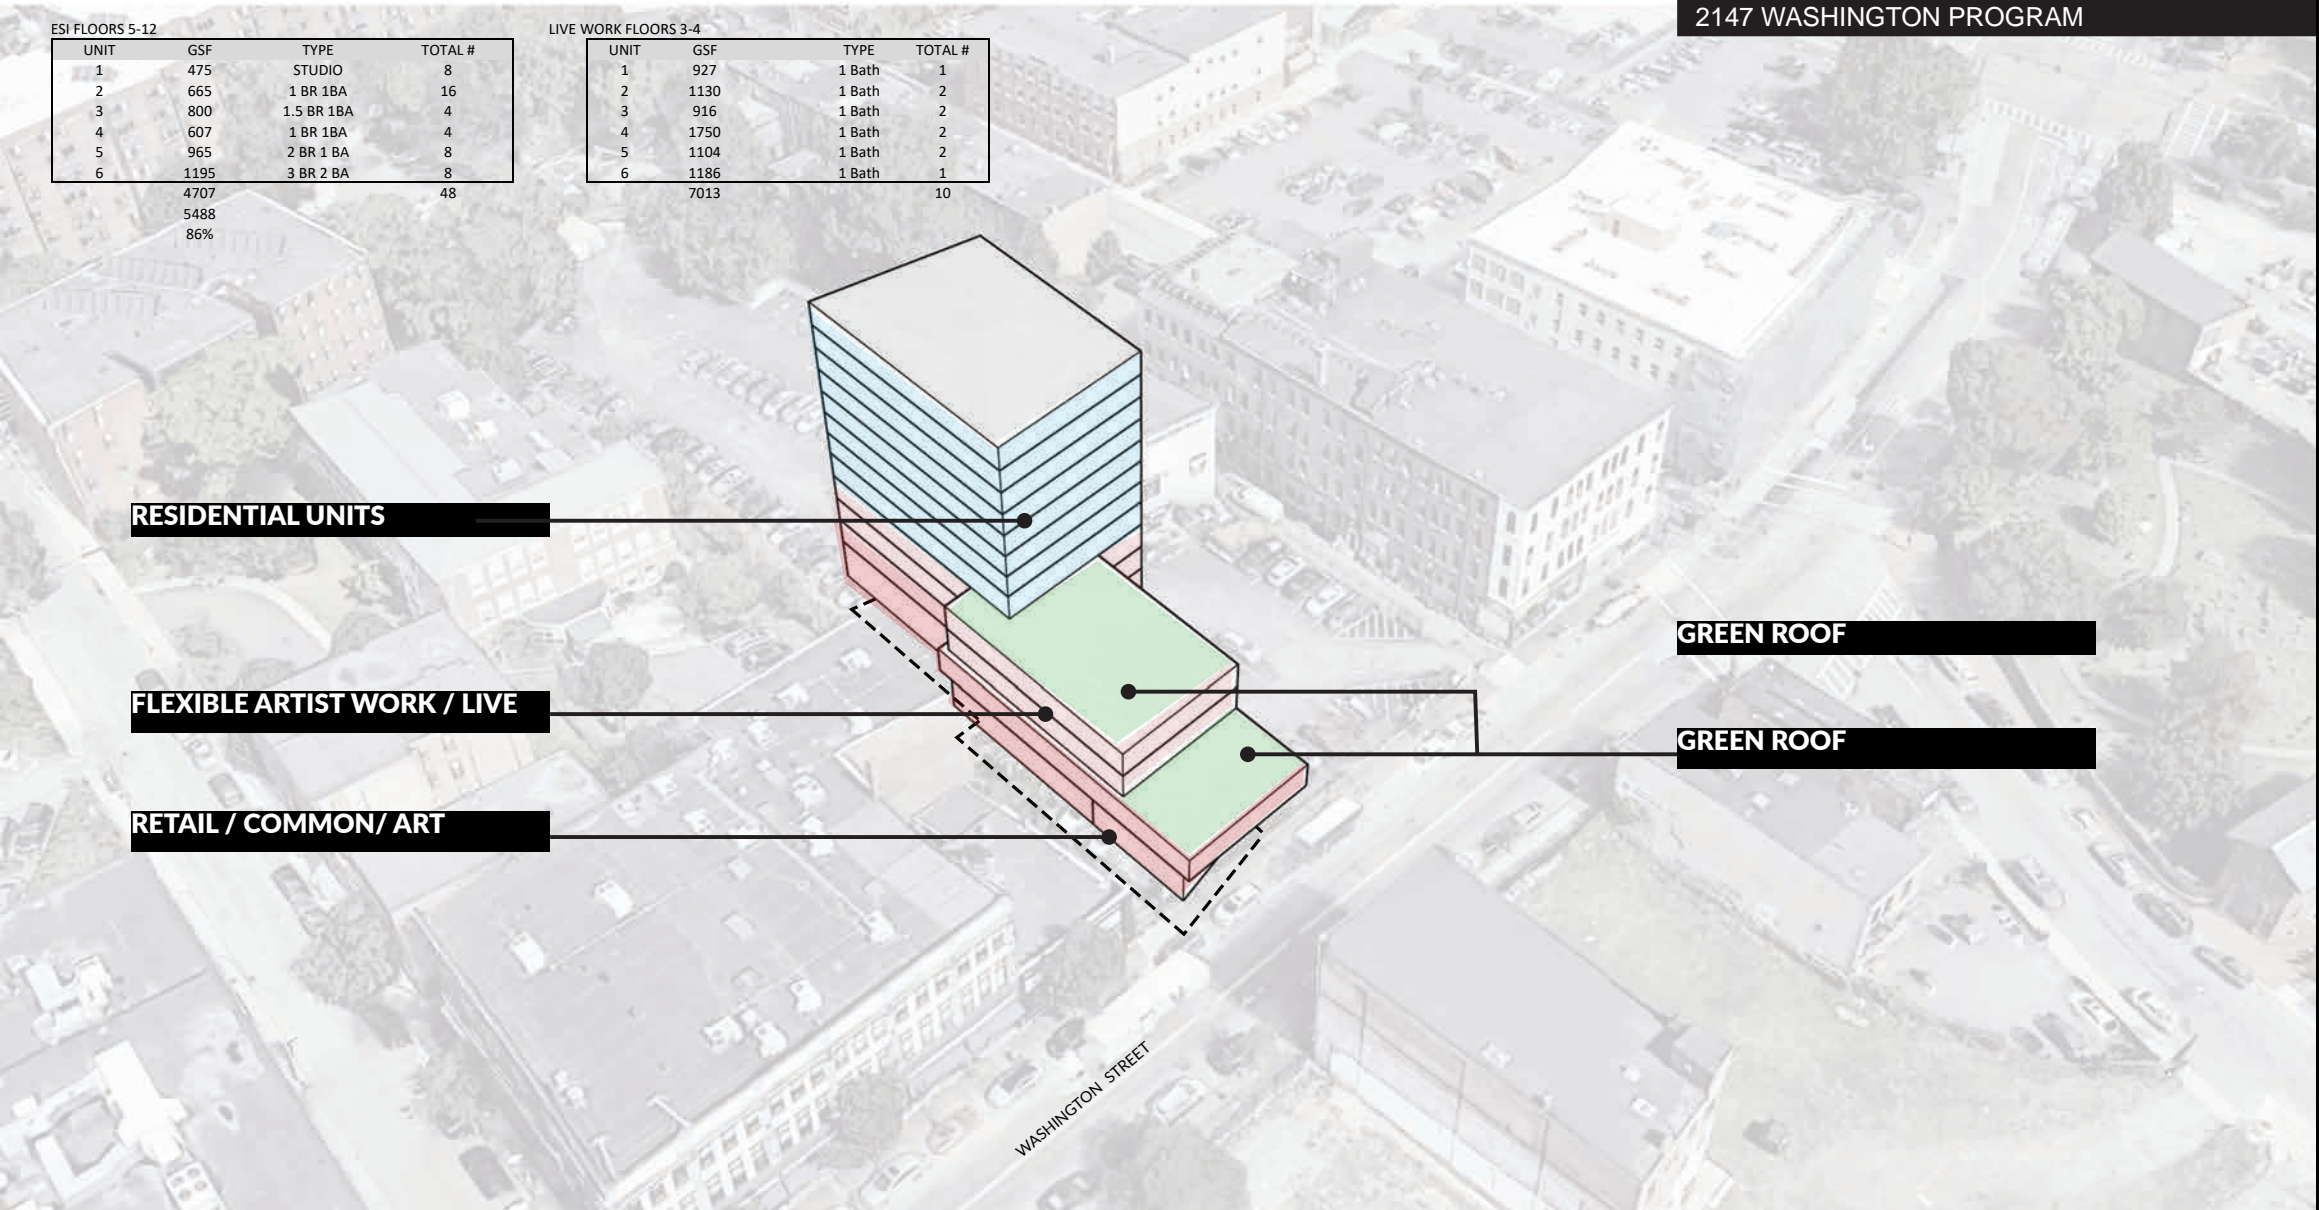 2147 WASHINGTON PROGRAM
ESI FLOORS 5-12
UNIT GSF TYPE TOTAL #
1 475 STUDIO 8
2 665 1 BR 1BA 16
3 800 1.5 BR 1BA 4
4 607 1 BR 1BA 4
5 965 2 BR 1 BA 8
6 1195 3 BR 2 BA 8
4707 48
5488
86%
LIVE WORK FLOORS 3-4
UNIT GSF TYPE TOTAL #
1 927 1 Bath 1
2 1130 1 Bath 2
3 916 1 Bath 2
4 1750 1 Bath 2
5 1104 1 Bath 2
6 1186 1 Bath 1
7013 10
RESIDENTIAL UNITS
FLEXIBLE ARTIST WORK / LIVE
RETAIL / COMMON/ ART
GREEN ROOF
GREEN ROOF
WASHINGTON STREET